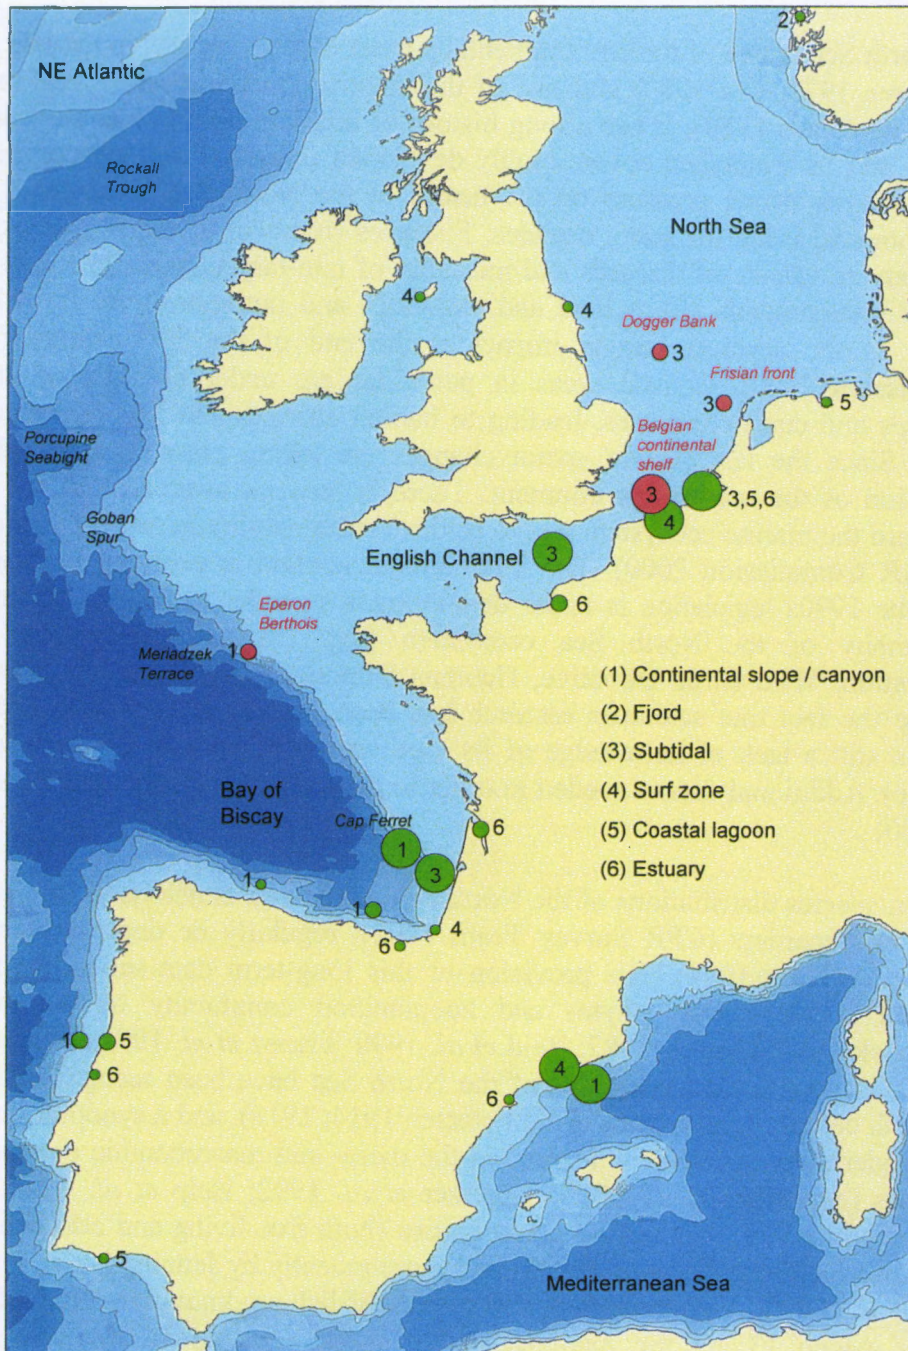 2
NE Atlantic
Rockall
Trough
North Sea
4
4
Dogger Bank
3
Frisian front
3
5
Belgian
continental
shelf
Porcupine
Seabight
3
3,5,6
4
Goban
Spur
English Channel
3
6
Eperon
Berthois
1
Meriadzek
Terrace
(1) Continental slope / canyon
(2) Fjord
(3) Subtidal
(4) Surf zone
(5) Coastal lagoon
(6) Estuary
Bay of
Biscay
Cap Ferret
6
1
3
1
1
4
6
1
5
6
4
1
6
5
Mediterranean Sea